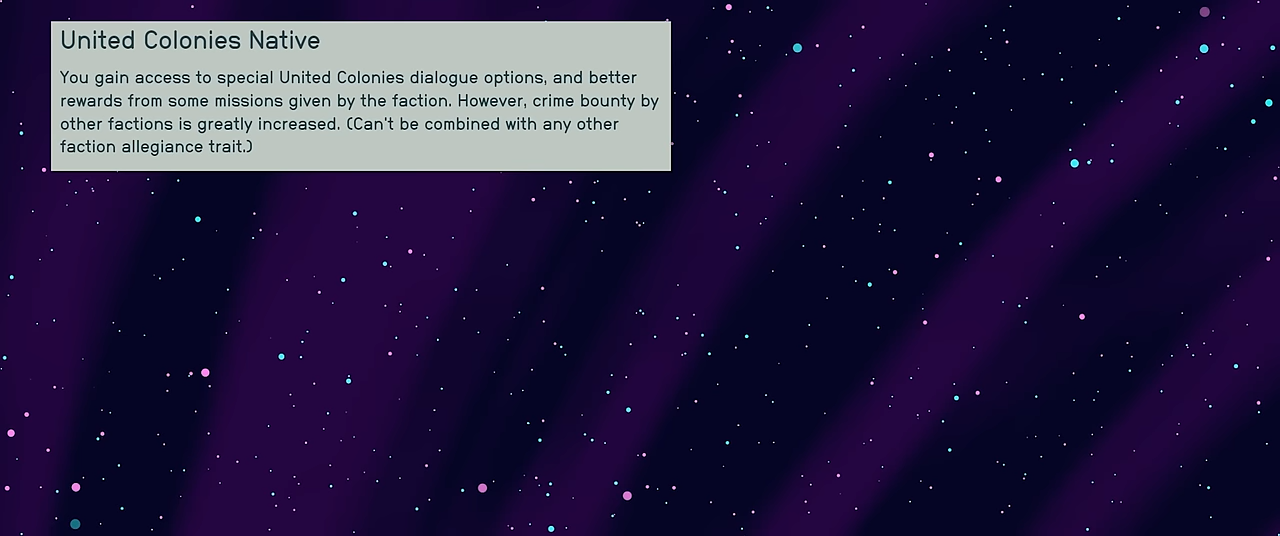 United Colonies Native
You gain access to special United Colonies dialogue options, and better
rewards from some missions given by the faction. However, crime bounty by
other factions is greatly increased. (Can't be combined with any other
faction allegiance trait.)